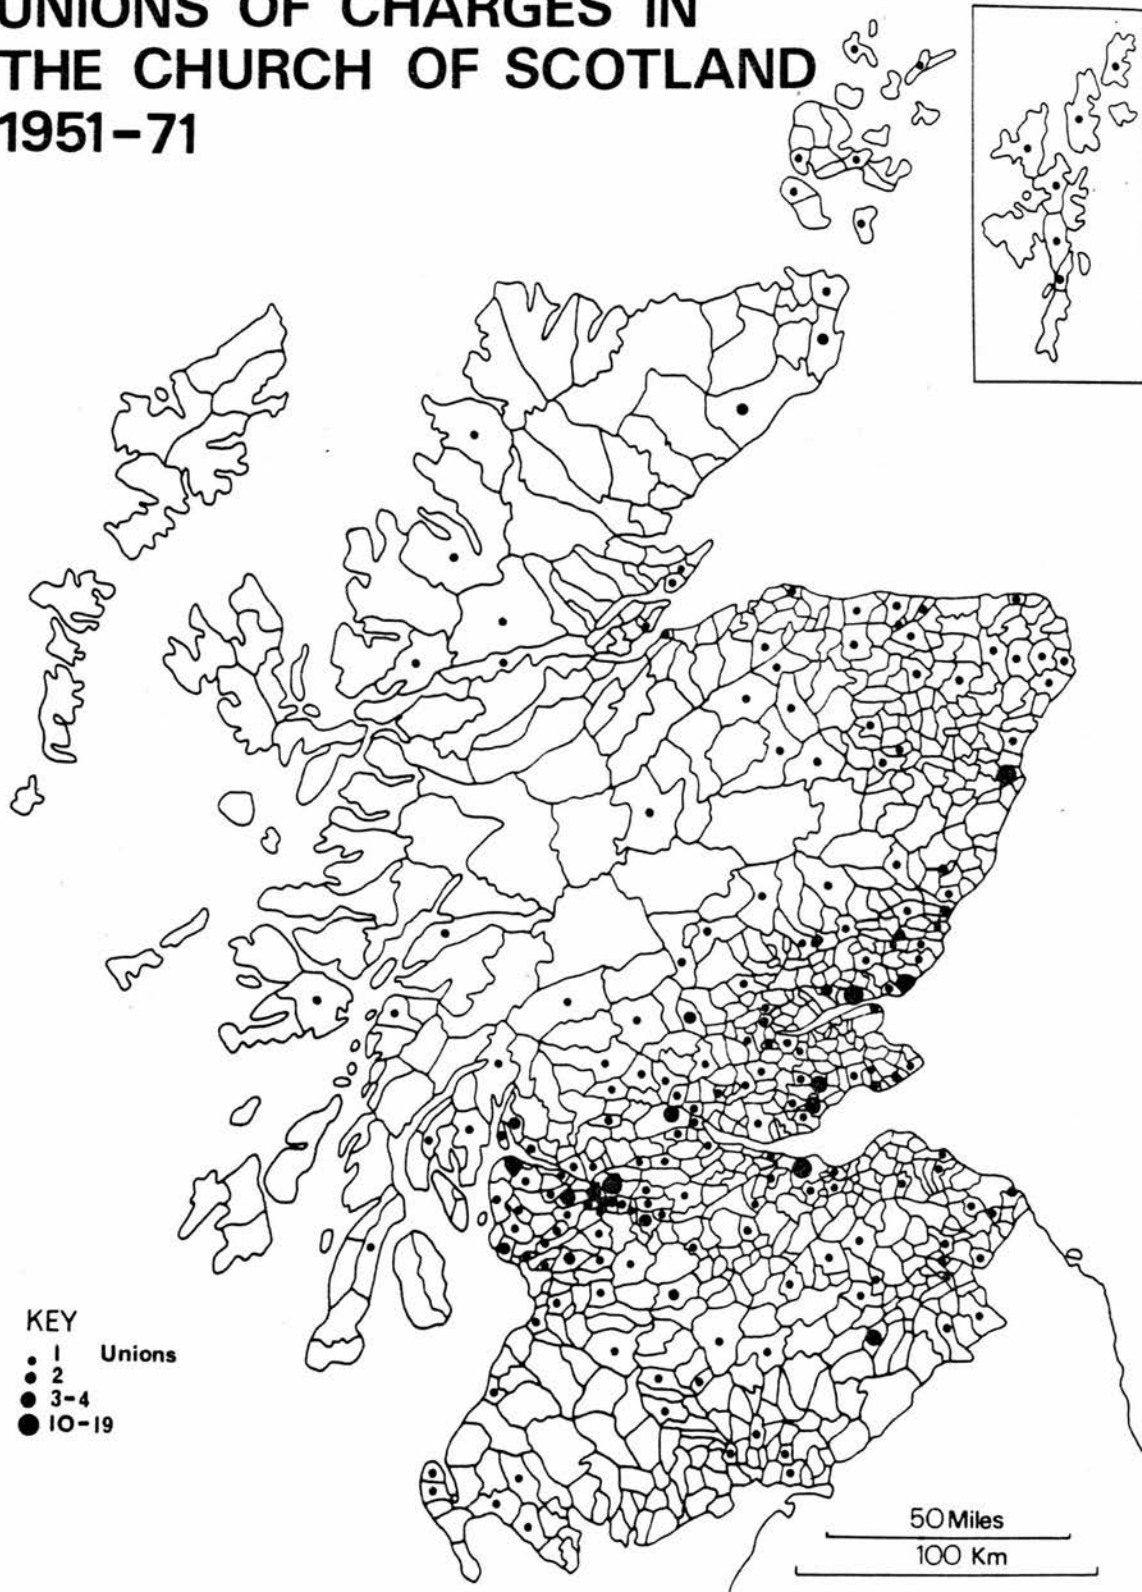 UNIONS OF CHARGES IN
THE CHURCH OF SCOTLAND
1951-71
KEY
1 Unions
2
3-4
10-19
50 Miles
100 Km